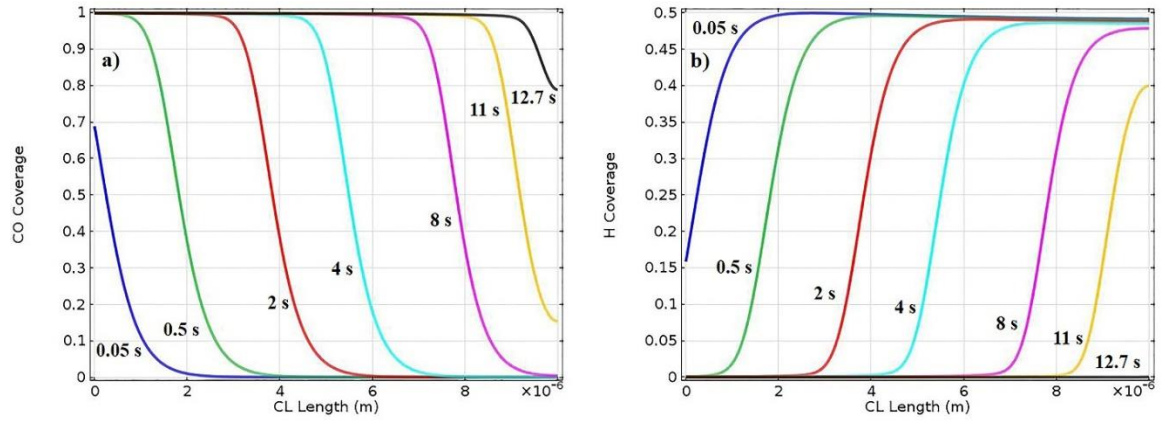 a)
CO Coverage
1
0.9
0.8
0.7
0.6
0.5
0.4
0.3
0.2
0.1
0
0.05 s
0.5 s
2 s
4 s
8 s
11 s
12.7 s
0 2 4 6 8 ×10⁻⁶
CL Length (m)
b)
H Coverage
0.5
0.45
0.4
0.35
0.3
0.25
0.2
0.15
0.1
0.05
0
0.05 s
0.5 s
2 s
4 s
8 s
11 s
12.7 s
0 2 4 6 8 ×10⁻⁶
CL Length (m)